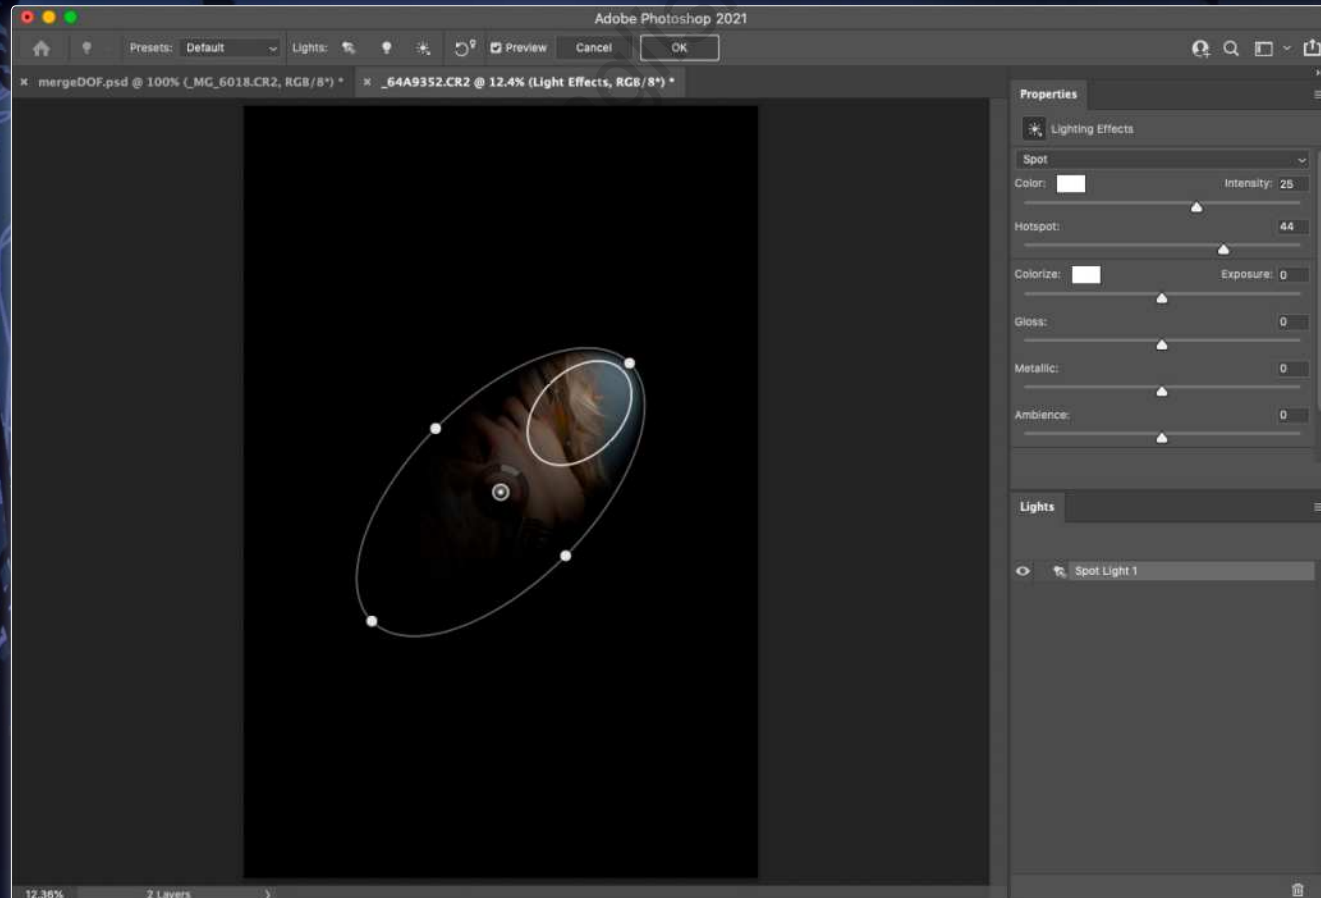 Adobe Photoshop 2021
Presets: Default Lights: Preview Cancel OK
× mergeDOF.psd @ 100% (_MG_6018.CR2, RGB/8*) * × _64A9352.CR2 @ 12.4% (Light Effects, RGB/8*) *
Properties
Lighting Effects
Spot
Color: Intensity: 25
Hotspot: 44
Colorize: Exposure: 0
Gloss: 0
Metallic: 0
Ambience: 0
Lights
Spot Light 1
12.36% 2 Layers